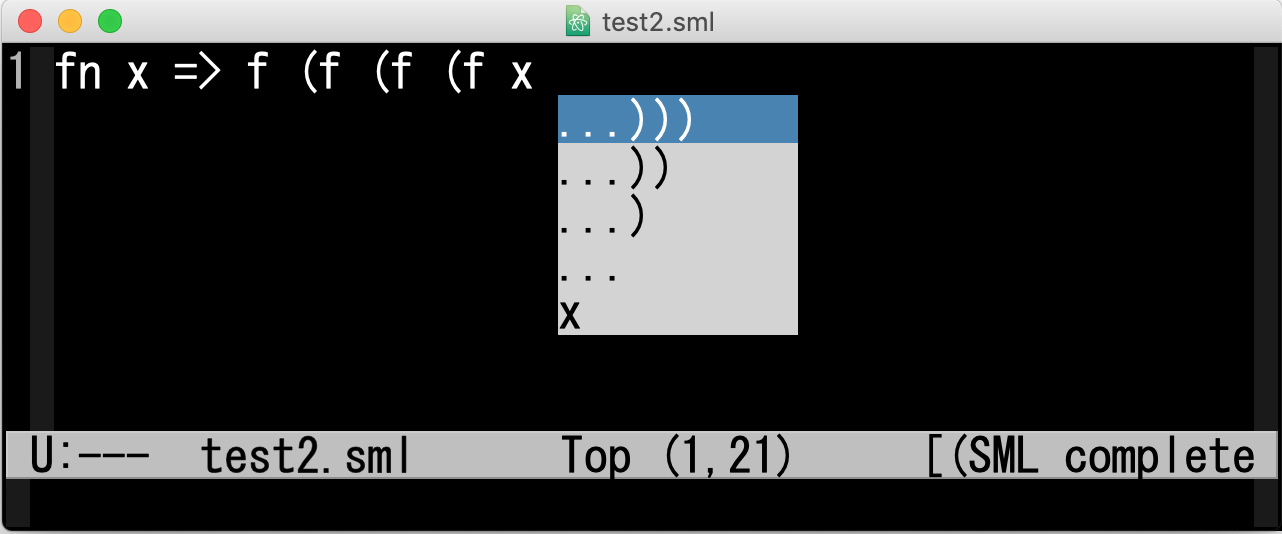 test2.sml
1 fn x => f (f (f (f x
...)))
...))
...)
...
x
U:--- test2.sml Top (1,21) [(SML complete